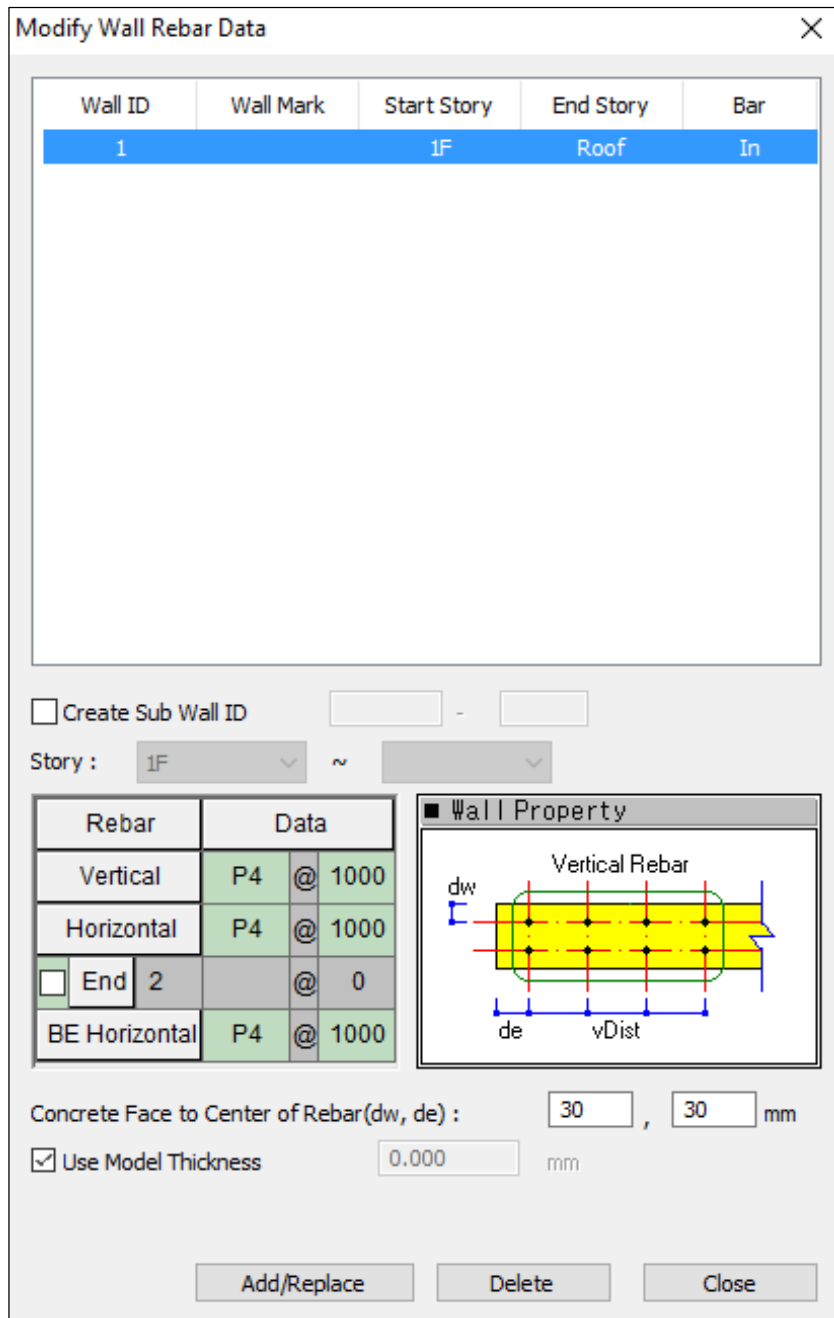 Modify Wall Rebar Data
Wall ID Wall Mark Start Story End Story Bar
1 1F Roof In
Create Sub Wall ID -
Story : 1F ~
Rebar Data
Vertical P4 @ 1000
Horizontal P4 @ 1000
End 2 @ 0
BE Horizontal P4 @ 1000
■ Wall Property
Vertical Rebar
dw
de vDist
Concrete Face to Center of Rebar(dw, de) : 30 , 30 mm
Use Model Thickness 0.000 mm
Add/Replace Delete Close